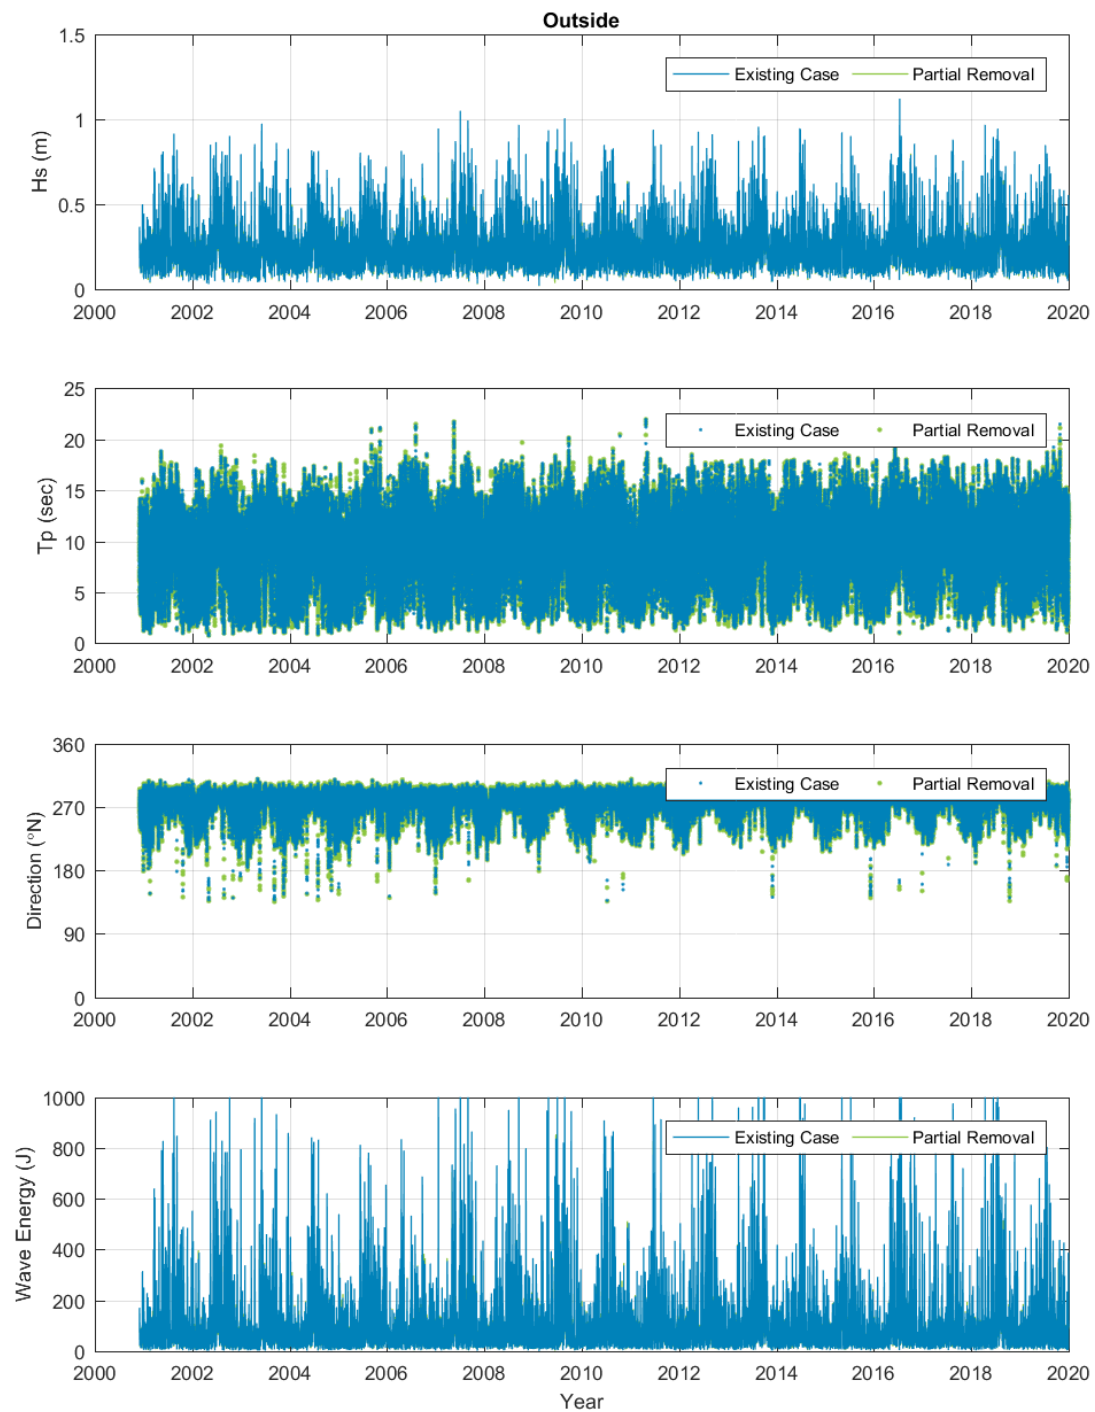 Outside
1.5
1
0.5
0
Hs (m)
Existing Case
Partial Removal
2000 2002 2004 2006 2008 2010 2012 2014 2016 2018 2020
25
20
15
10
5
0
Tp (sec)
Existing Case
Partial Removal
2000 2002 2004 2006 2008 2010 2012 2014 2016 2018 2020
360
270
180
90
0
Direction (°N)
Existing Case
Partial Removal
2000 2002 2004 2006 2008 2010 2012 2014 2016 2018 2020
1000
800
600
400
200
0
Wave Energy (J)
Existing Case
Partial Removal
2000 2002 2004 2006 2008 2010 2012 2014 2016 2018 2020
Year